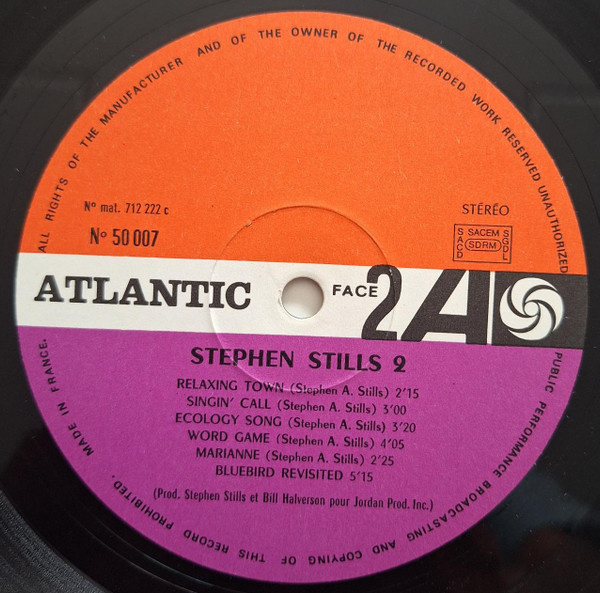 ALL RIGHTS OF THE MANUFACTURER AND OF THE OWNER OF THE RECORDED WORK RESERVED UNAUTHORIZED
PUBLIC PERFORMANCE BROADCASTING AND COPYING OF THIS RECORD PROHIBITED. MADE IN FRANCE.
Nº mat. 712 222 c
Nº 50 007
STÉRÉO
SACD
SACEM
SDRM
SGDL
ATLANTIC
FACE 2
A
STEPHEN STILLS 2
RELAXING TOWN (Stephen A. Stills) 2'15
SINGIN' CALL (Stephen A. Stills) 3'00
ECOLOGY SONG (Stephen A. Stills) 3'20
WORD GAME (Stephen A. Stills) 4'05
MARIANNE (Stephen A. Stills) 2'25
BLUEBIRD REVISITED 5'15
(Prod. Stephen Stills et Bill Halverson pour Jordan Prod. Inc.)